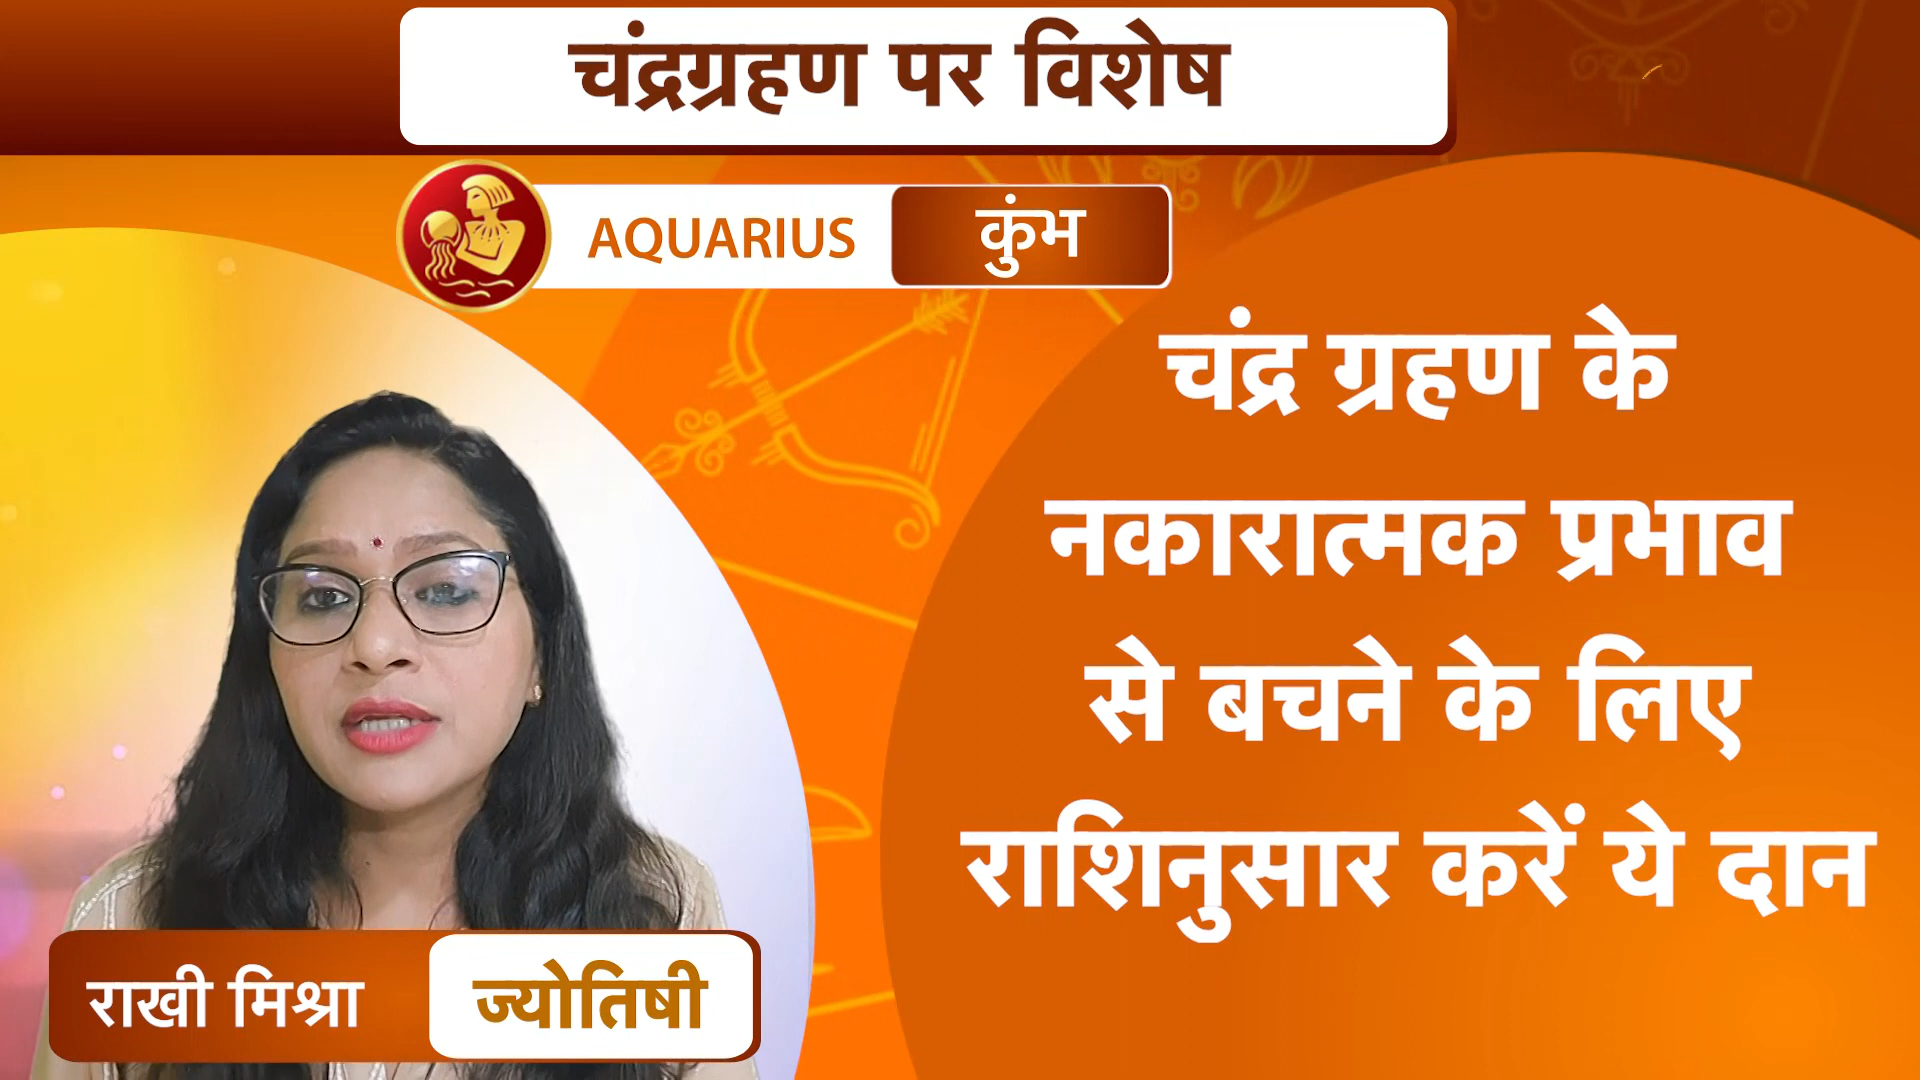 चंद्रग्रहण पर विशेष
AQUARIUS कुंभ
चंद्र ग्रहण के
नकारात्मक प्रभाव
से बचने के लिए
राशिनुसार करें ये दान
राखी मिश्रा ज्योतिषी